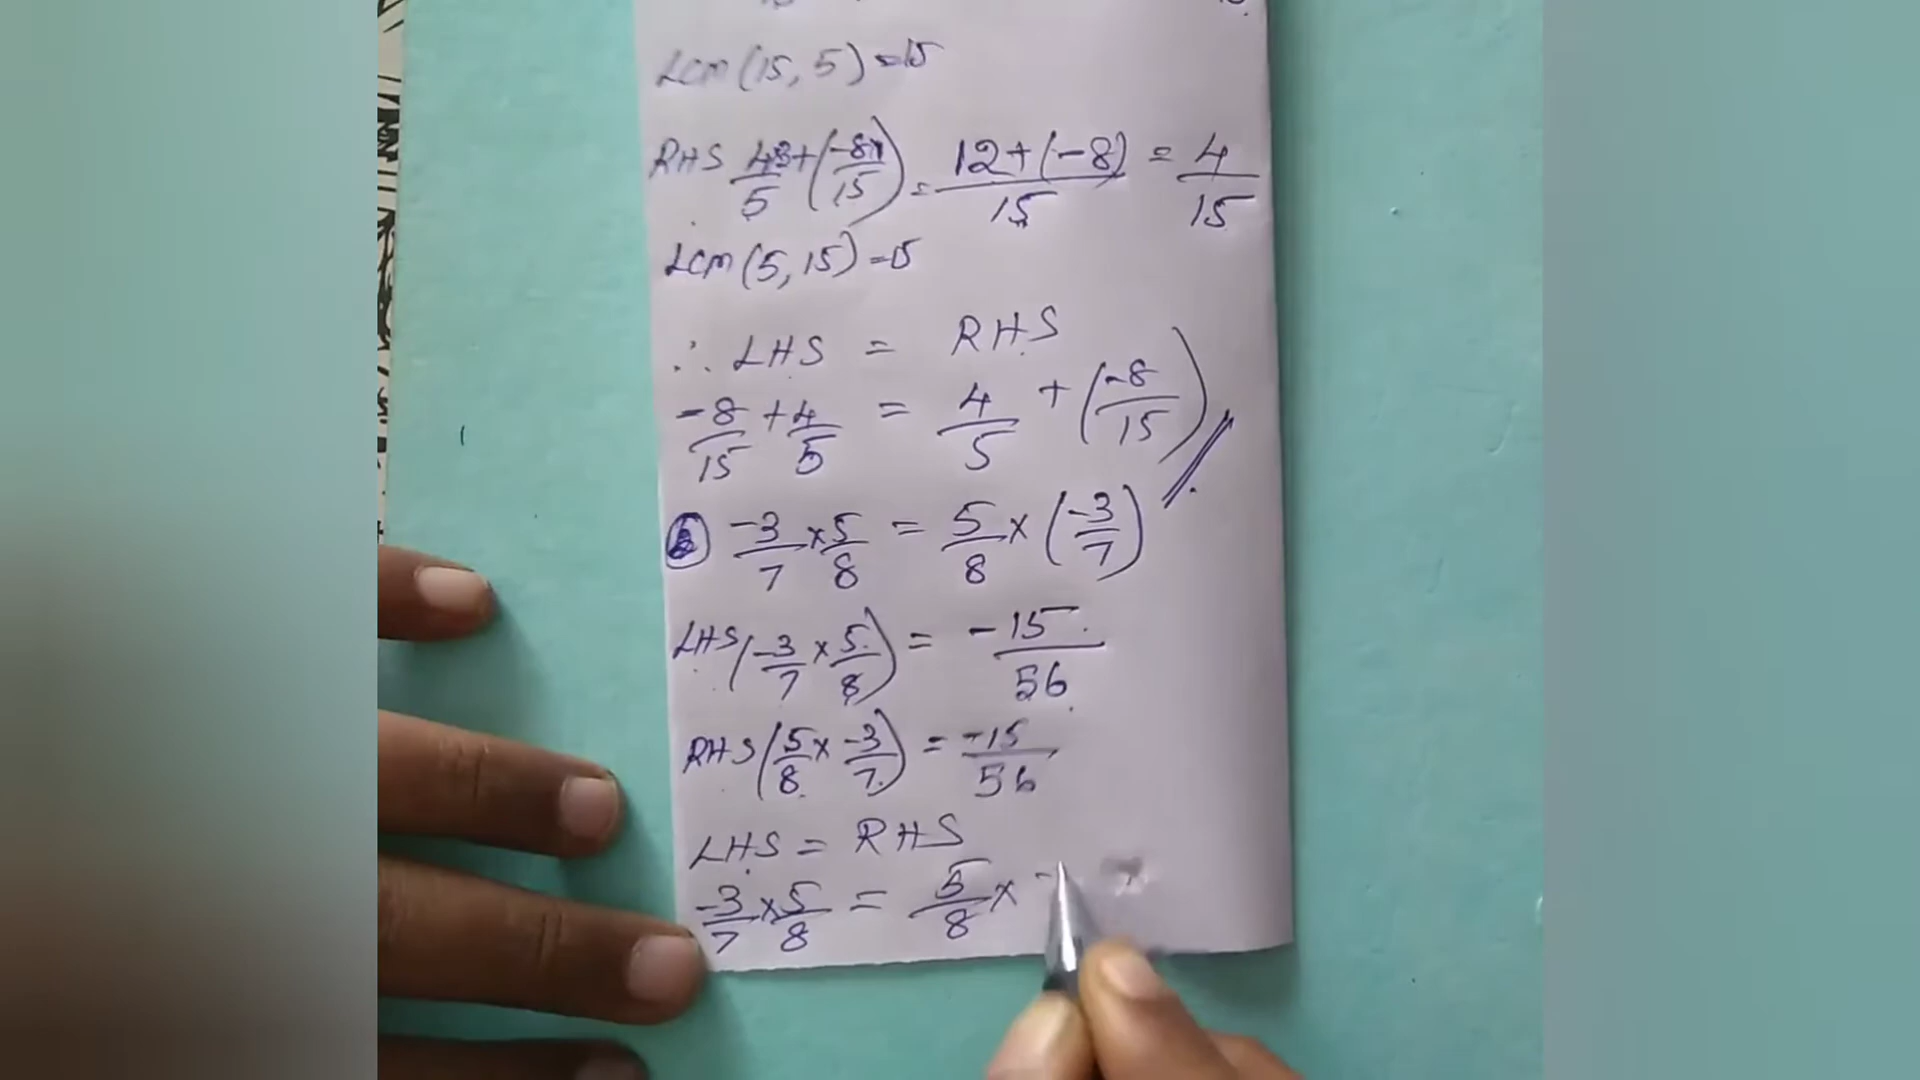 LCM (15, 5) = 15
RHS 4×3/5 + (-8×1/15) = 12+(-8)/15 = 4/15
LCM (5, 15) = 15
∴ LHS = RHS
-8/15 + 4/5 = 4/5 + (-8/15)
-3/7 × 5/8 = 5/8 × (-3/7)
LHS (-3/7 × 5/8) = -15/56
RHS (5/8 × -3/7) = -15/56
LHS = RHS
-3/7 × 5/8 = 5/8 × -